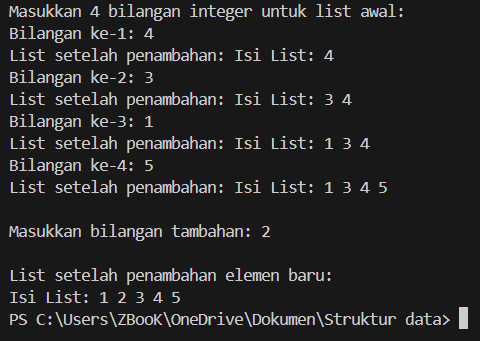 Masukkan 4 bilangan integer untuk list awal:
Bilangan ke-1: 4
List setelah penambahan: Isi List: 4
Bilangan ke-2: 3
List setelah penambahan: Isi List: 3 4
Bilangan ke-3: 1
List setelah penambahan: Isi List: 1 3 4
Bilangan ke-4: 5
List setelah penambahan: Isi List: 1 3 4 5
Masukkan bilangan tambahan: 2
List setelah penambahan elemen baru:
Isi List: 1 2 3 4 5
PS C:\Users\ZBooK\OneDrive\Dokumen\Struktur data>